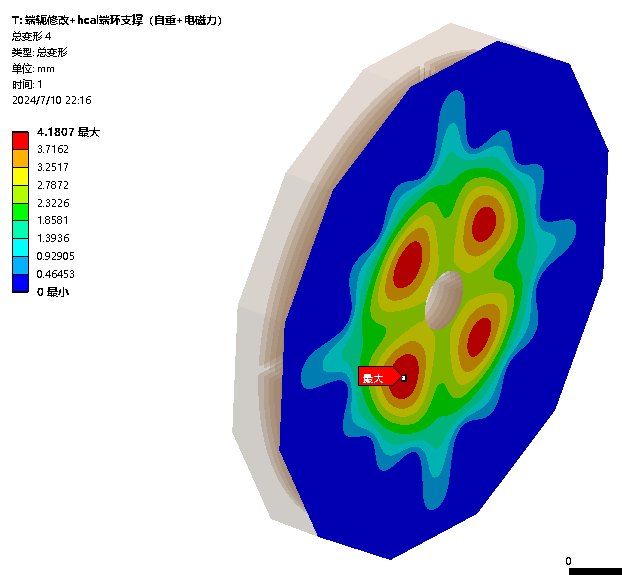 T: 端轭修改+hcal端环支撑（自重+电磁力）
总变形 4
类型: 总变形
单位: mm
时间: 1
2024/7/10 22:16
4.1807 最大
3.7162
3.2517
2.7872
2.3226
1.8581
1.3936
0.92905
0.46453
0 最小
最大
0